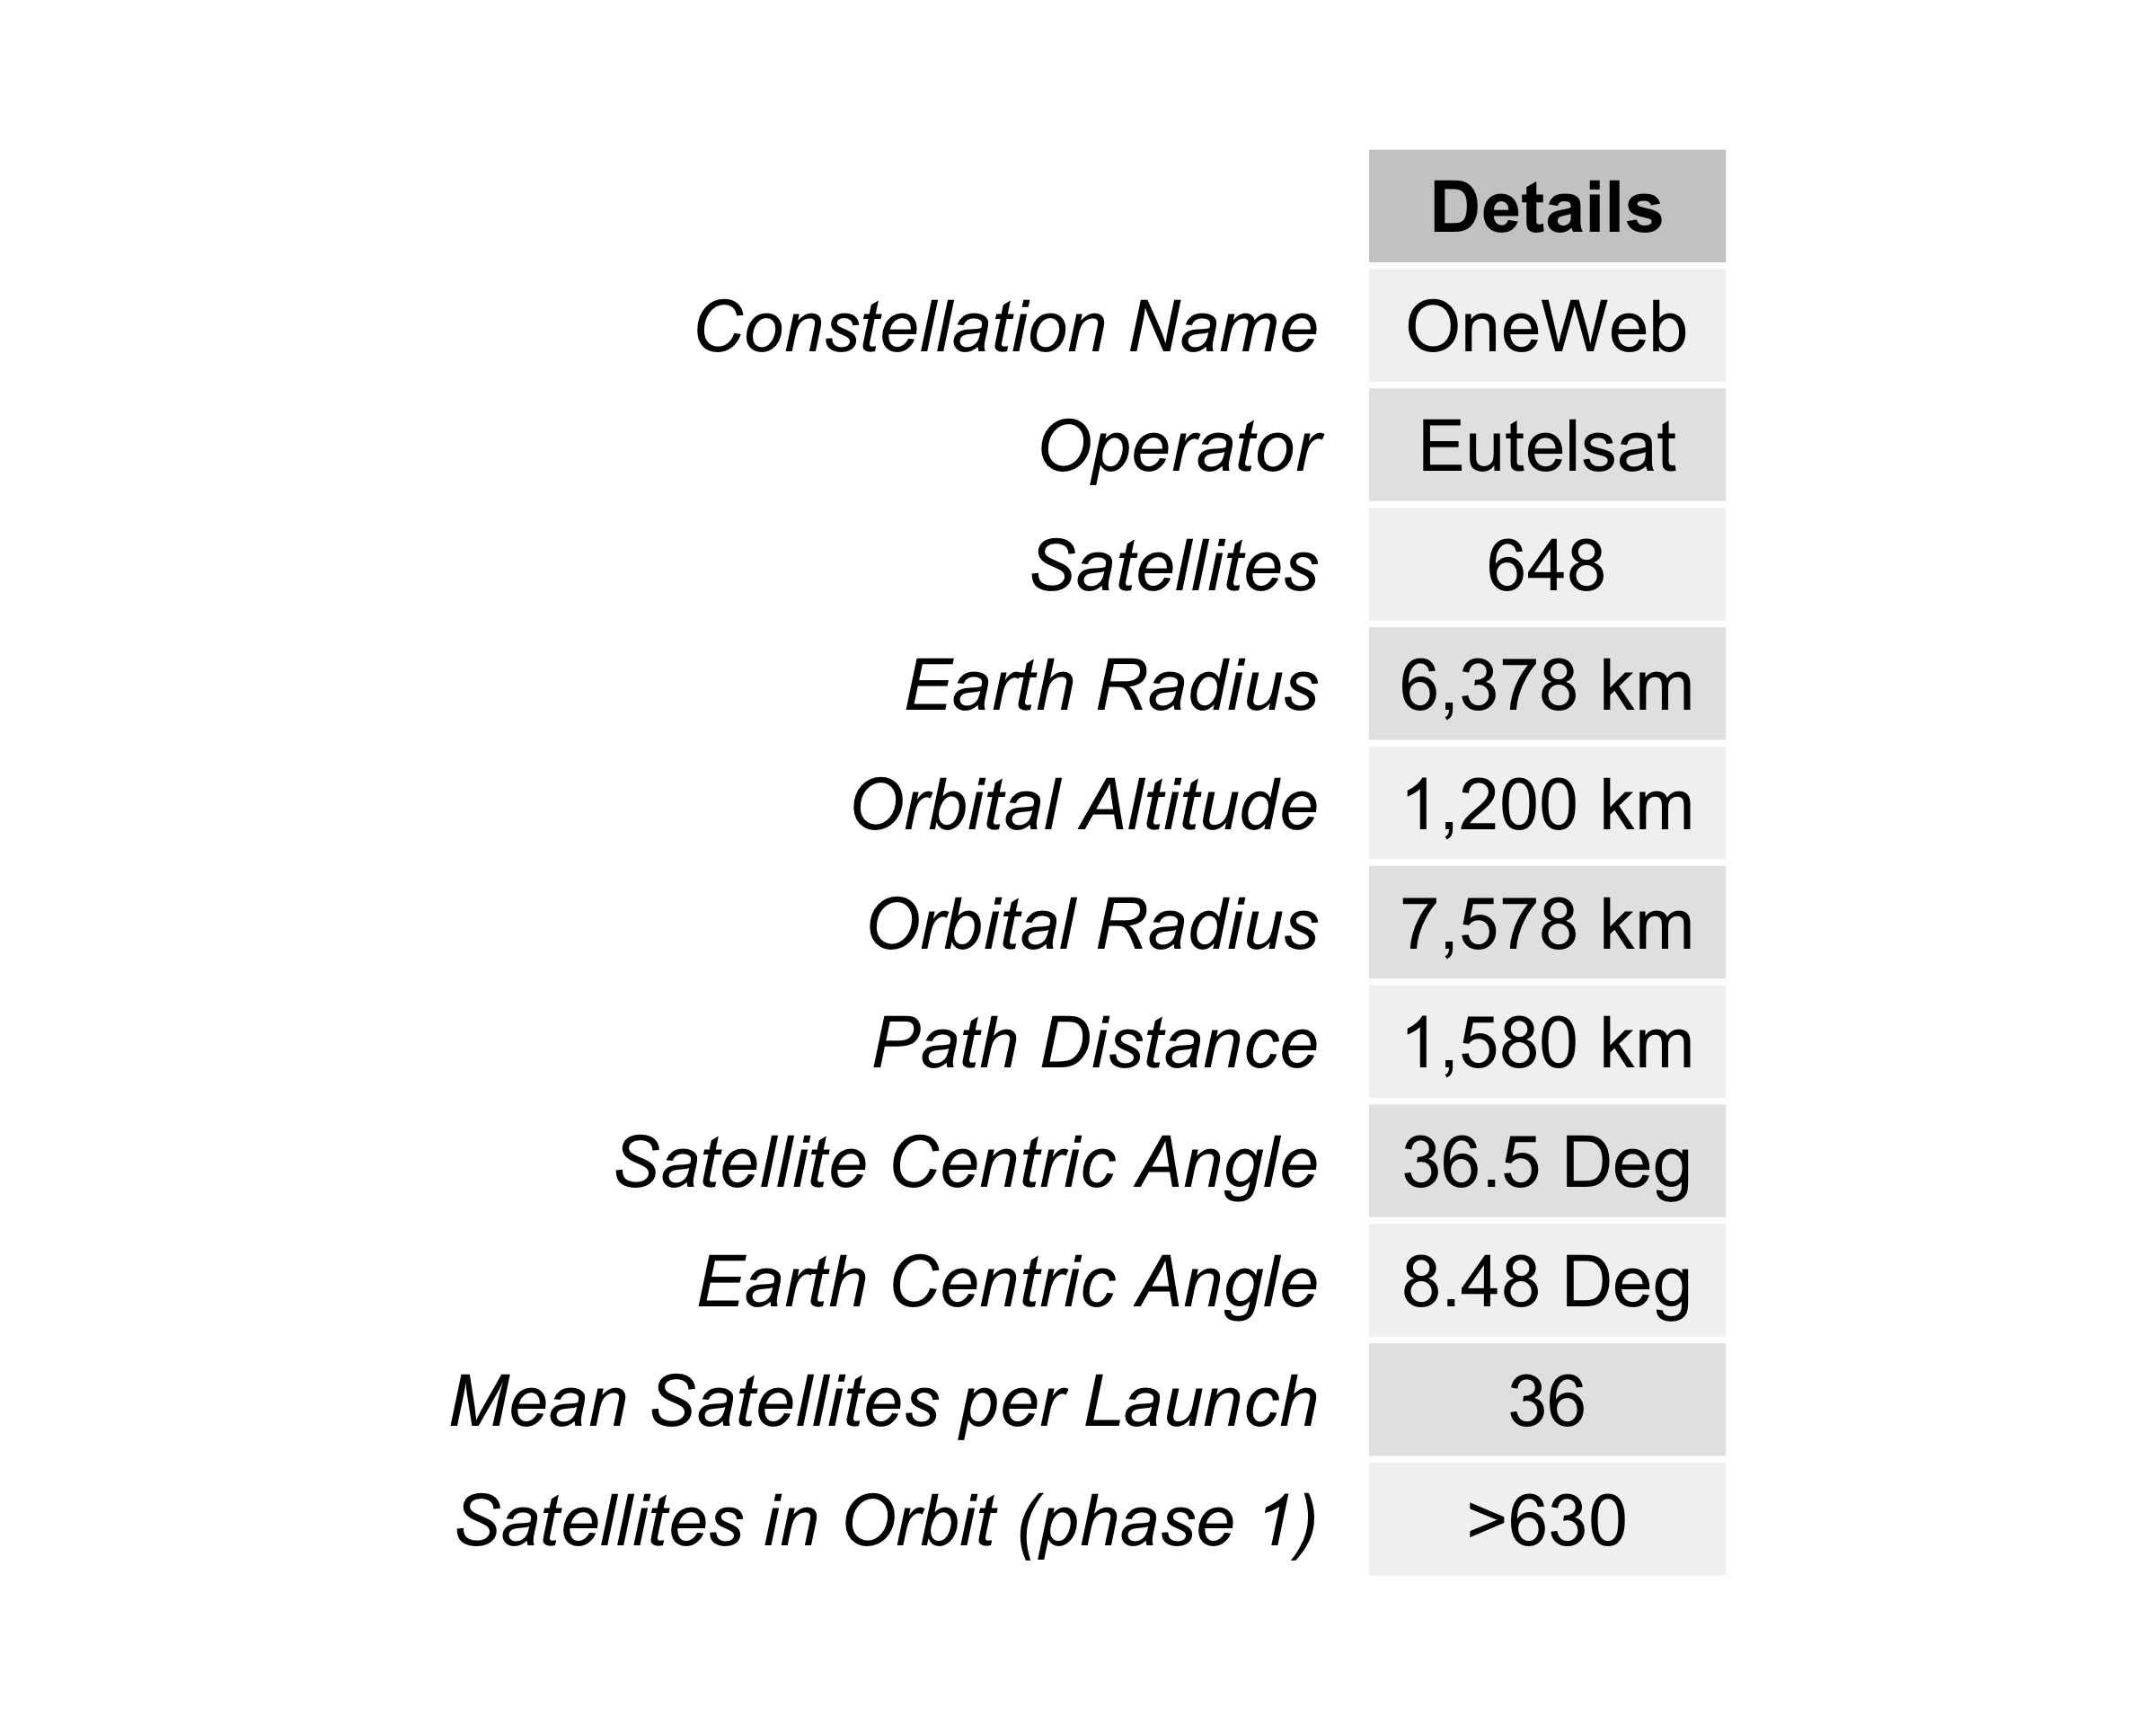 Details
Constellation Name OneWeb
Operator Eutelsat
Satellites 648
Earth Radius 6,378 km
Orbital Altitude 1,200 km
Orbital Radius 7,578 km
Path Distance 1,580 km
Satellite Centric Angle 36.5 Deg
Earth Centric Angle 8.48 Deg
Mean Satellites per Launch 36
Satellites in Orbit (phase 1) >630